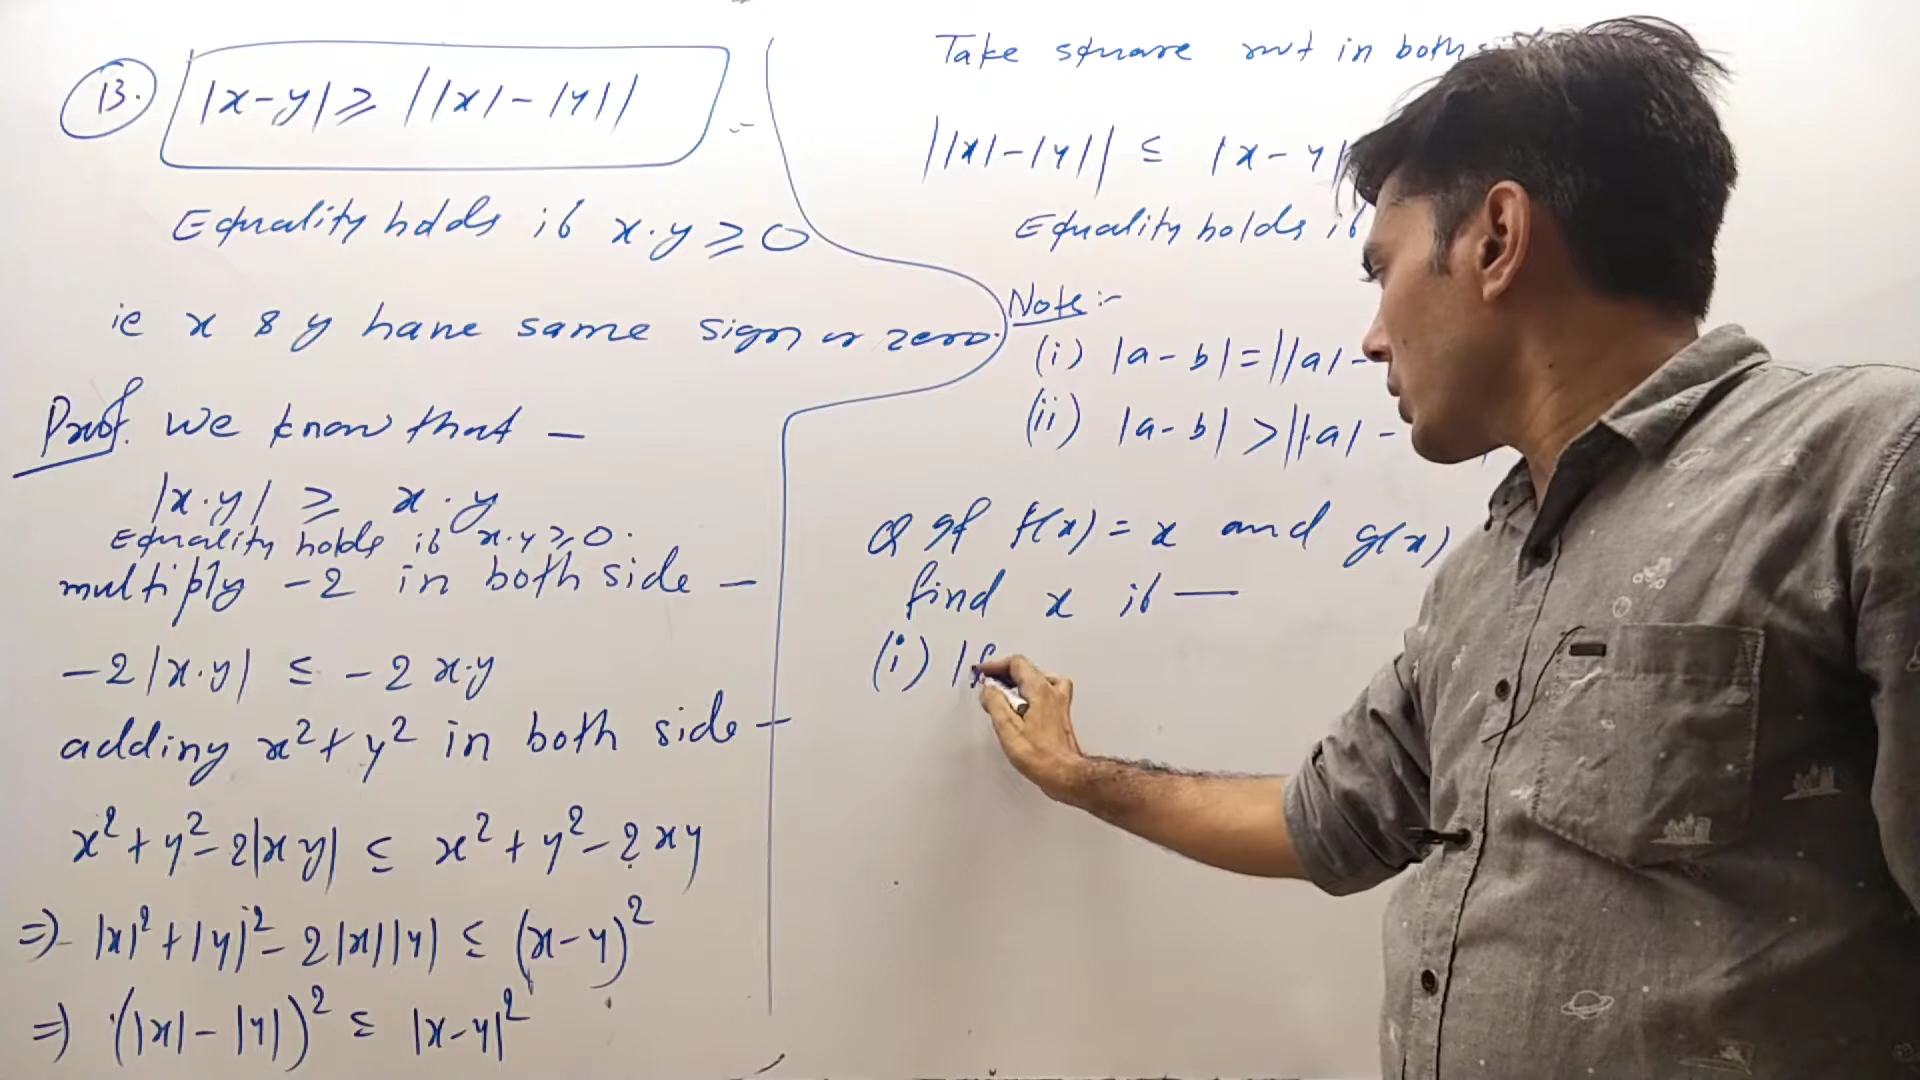 13. |x-y| ≥ ||x|-|y||
Equality holds if x.y ≥ 0
ie x & y have same sign or zero.
Proof. we know that -
|x.y| ≥ x.y
Equality holds if x.y ≥ 0.
multiply -2 in both side -
-2|x.y| ≤ -2 x.y
adding x²+y² in both side -
x²+y²-2|xy| ≤ x²+y²-2xy
=> |x|²+|y|²-2|x||y| ≤ (x-y)²
=> (|x|-|y|)² ≤ |x-y|²
Take square root in both
||x|-|y|| ≤ |x-y|
Equality holds if
Note:-
(i) |a-b|=||a|-
(ii) |a-b|>||a|-
Q If f(x)=x and g(x)
find x if —
(i) |f